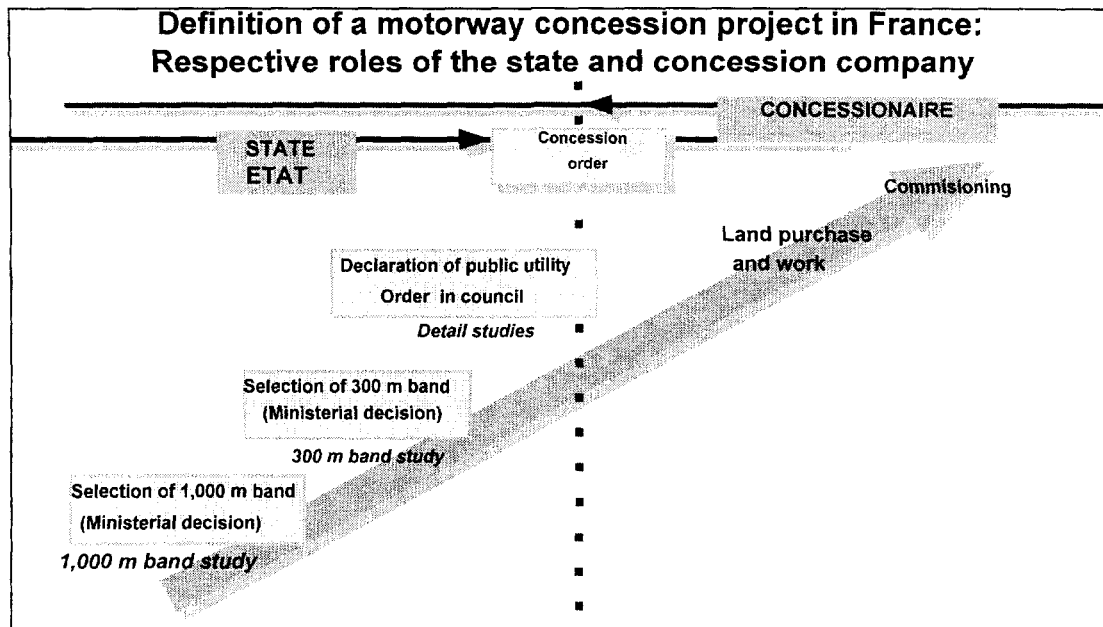 Definition of a motorway concession project in France:
Respective roles of the state and concession company
CONCESSIONAIRE
STATE
ETAT
Concession
order
Commisioning
Land purchase
and work
Declaration of public utility
Order in council
Detail studies
Selection of 300 m band
(Ministerial decision)
300 m band study
Selection of 1,000 m band
(Ministerial decision)
1,000 m band study